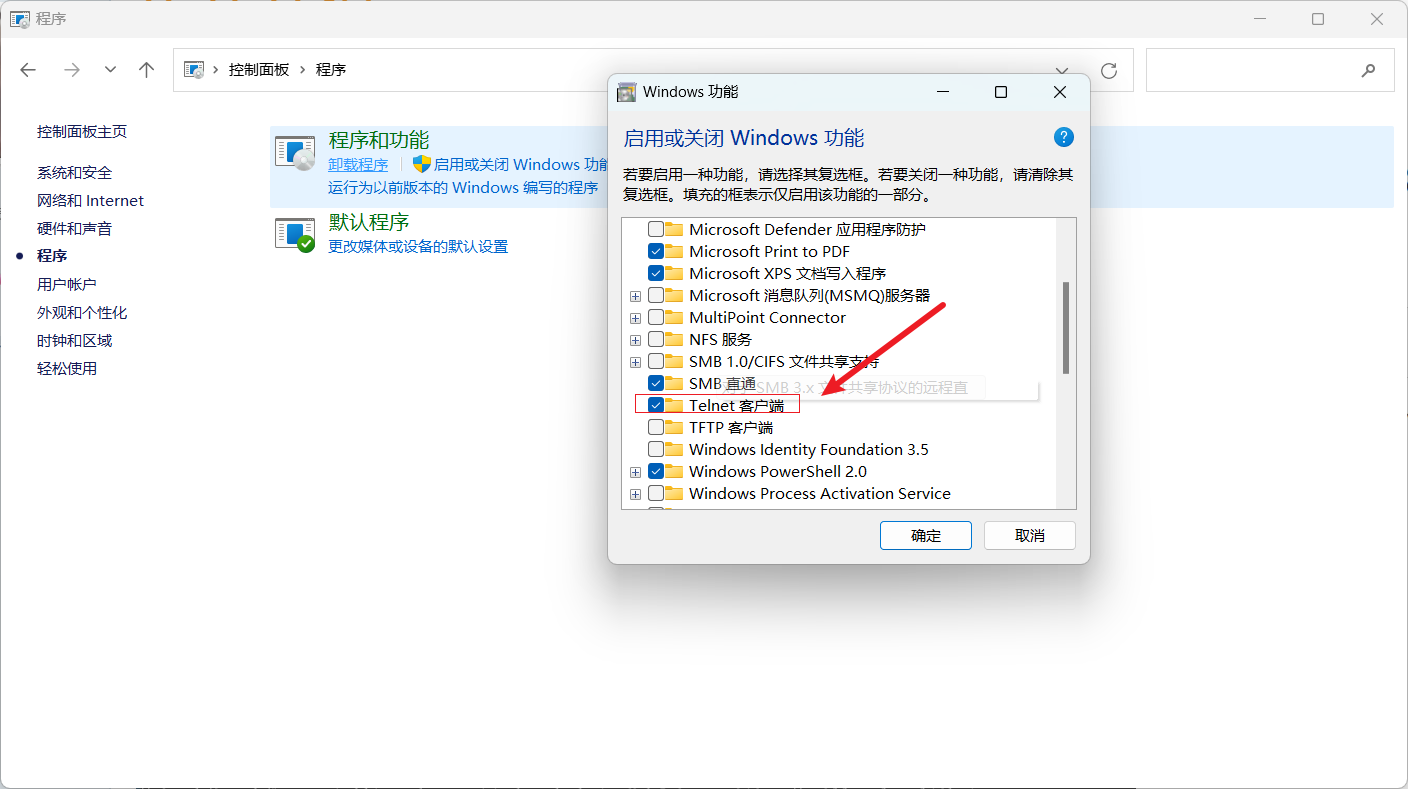 程序
控制面板 › 程序
控制面板主页
系统和安全
网络和 Internet
硬件和声音
程序
用户帐户
外观和个性化
时钟和区域
轻松使用
程序和功能
卸载程序
启用或关闭 Windows 功能
运行为以前版本的 Windows 编写的程序
默认程序
更改媒体或设备的默认设置
Windows 功能
启用或关闭 Windows 功能
若要启用一种功能，请选择其复选框。若要关闭一种功能，请清除其
复选框。填充的框表示仅启用该功能的一部分。
Microsoft Defender 应用程序防护
Microsoft Print to PDF
Microsoft XPS 文档写入程序
Microsoft 消息队列(MSMQ)服务器
MultiPoint Connector
NFS 服务
SMB 1.0/CIFS 文件共享支持
SMB 直通
SMB 3.x 文件共享协议的远程直
Telnet 客户端
TFTP 客户端
Windows Identity Foundation 3.5
Windows PowerShell 2.0
Windows Process Activation Service
确定
取消